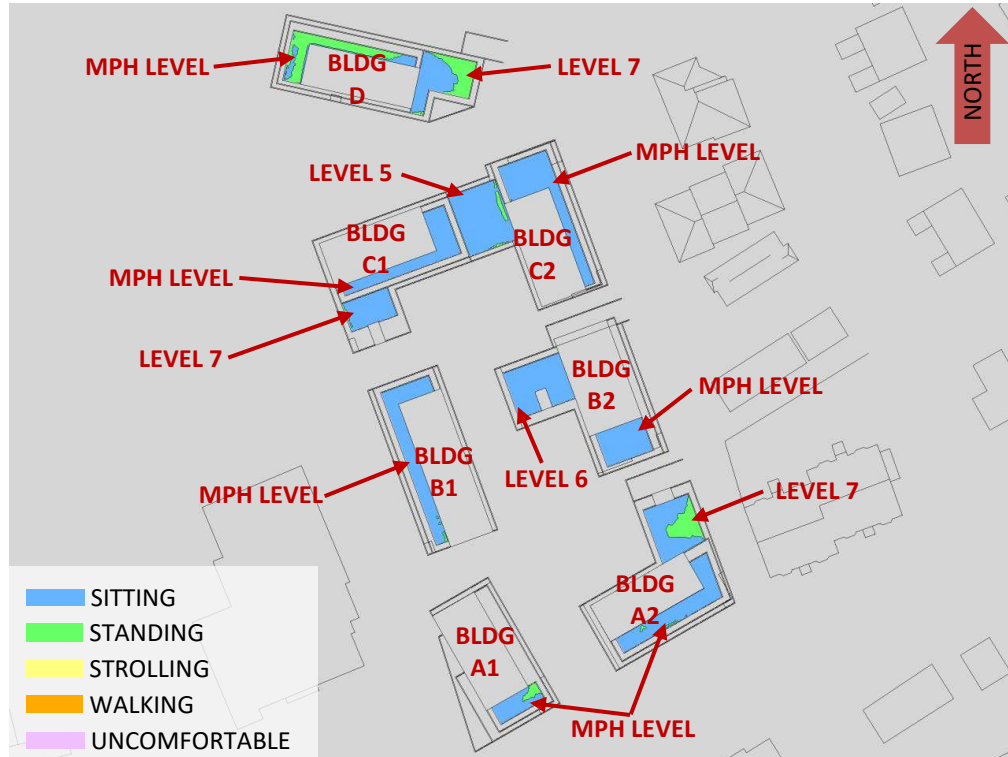 NORTH
BLDG
D
MPH LEVEL
LEVEL 7
MPH LEVEL
LEVEL 5
BLDG
C1
BLDG
C2
MPH LEVEL
LEVEL 7
BLDG
B2
MPH LEVEL
BLDG
B1
LEVEL 6
MPH LEVEL
LEVEL 7
BLDG
A2
BLDG
A1
MPH LEVEL
SITTING
STANDING
STROLLING
WALKING
UNCOMFORTABLE